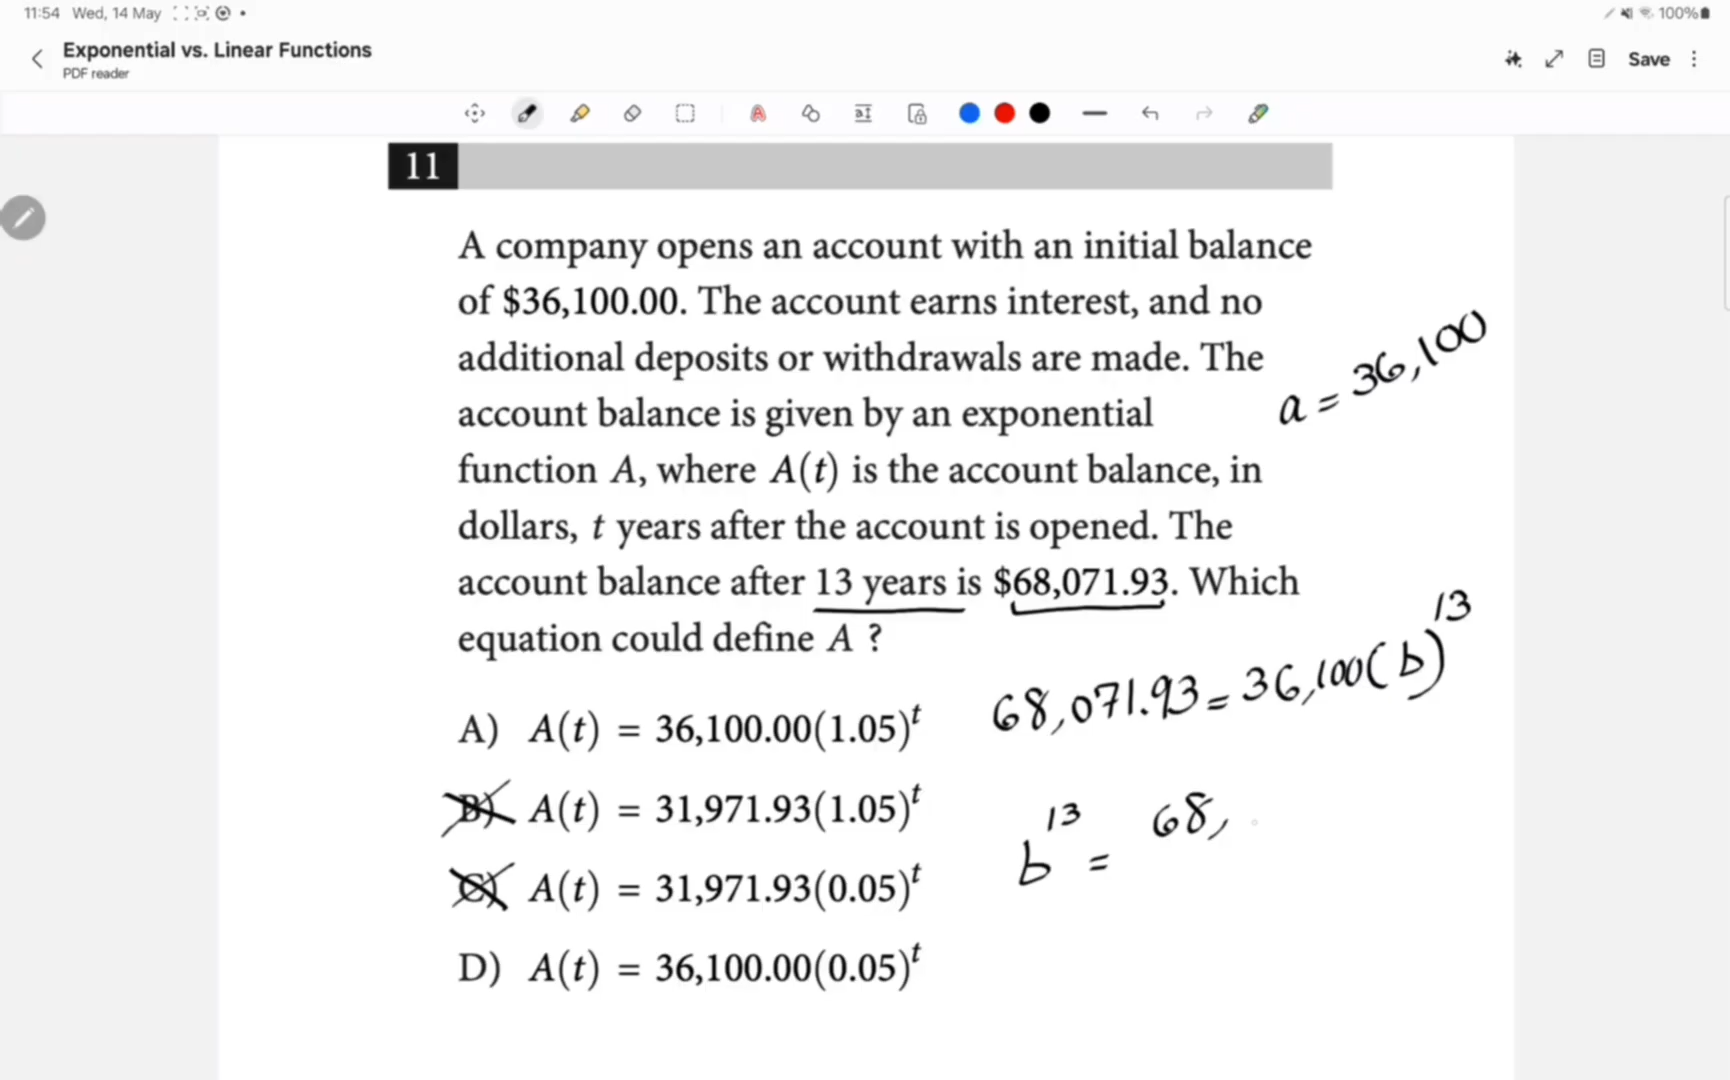 11:54 Wed, 14 May
100%
Exponential vs. Linear Functions
PDF reader
Save
11
A company opens an account with an initial balance
of $36,100.00. The account earns interest, and no
additional deposits or withdrawals are made. The
account balance is given by an exponential
function A, where A(t) is the account balance, in
dollars, t years after the account is opened. The
account balance after 13 years is $68,071.93. Which
equation could define A ?
a = 36,100
68,071.93 = 36,100(b)^13
A) A(t) = 36,100.00(1.05)^t
B) A(t) = 31,971.93(1.05)^t
C) A(t) = 31,971.93(0.05)^t
D) A(t) = 36,100.00(0.05)^t
b^13 = 68,